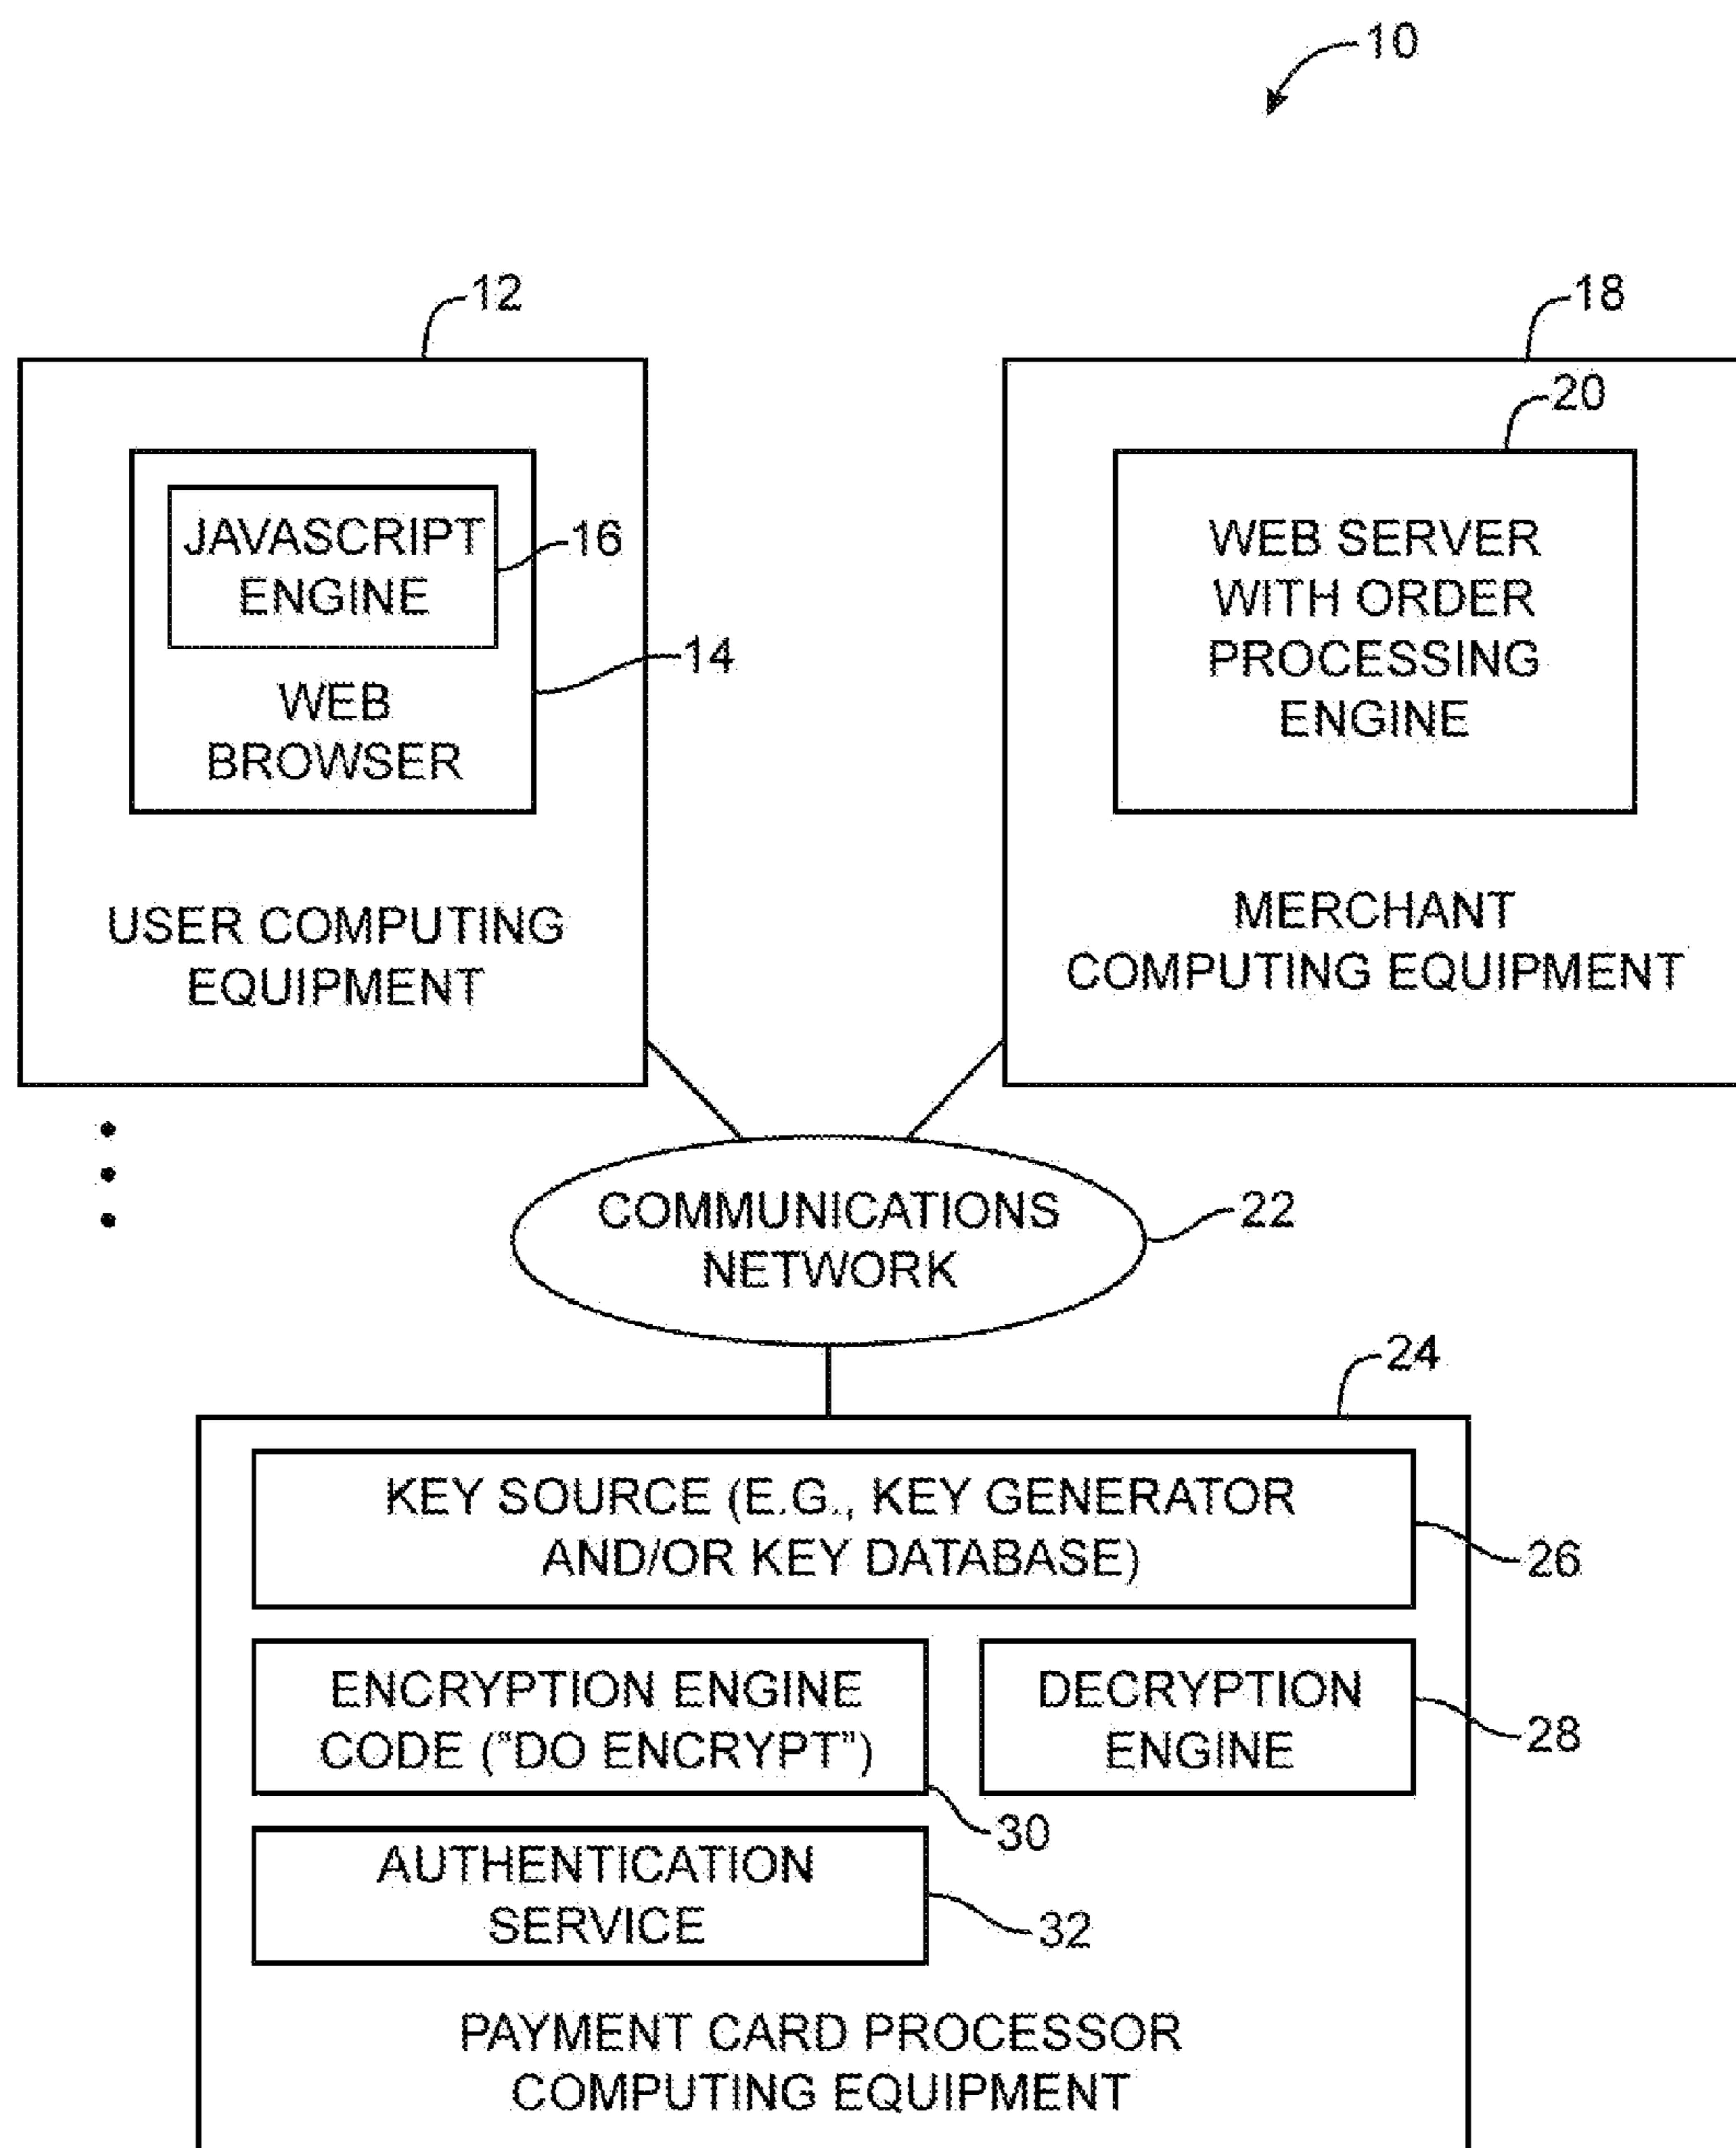 10
12
18
20
JAVASCRIPT
ENGINE
16
14
WEB
BROWSER
USER COMPUTING
EQUIPMENT
WEB SERVER
WITH ORDER
PROCESSING
ENGINE
MERCHANT
COMPUTING EQUIPMENT
COMMUNICATIONS
NETWORK
22
24
KEY SOURCE (E.G., KEY GENERATOR
AND/OR KEY DATABASE)
26
ENCRYPTION ENGINE
CODE ("DO ENCRYPT")
30
DECRYPTION
ENGINE
28
AUTHENTICATION
SERVICE
32
PAYMENT CARD PROCESSOR
COMPUTING EQUIPMENT